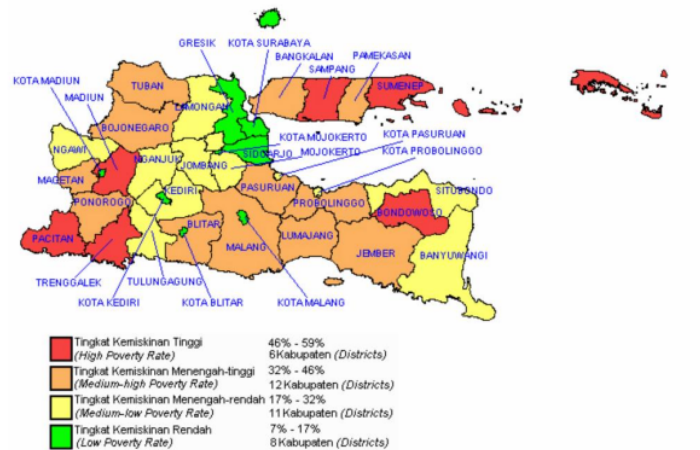 GRESIK
KOTA SURABAYA
BANGKALAN
SAMPANG
PAMEKASAN
KOTA MADIUN
MADIUN
TUBAN
LAMONGAN
SUMENEP
BOJONEGARO
KOTA MOJOKERTO
KOTA PASURUAN
NGAWI
NGANJUK
JOMBANG
SIDOARJO
MOJOKERTO
KOTA PROBOLINGGO
MAGETAN
KEDIRI
PASURUAN
SITUBONDO
PONOROGO
PROBOLINGGO
BONDOWOSO
PACITAN
BLITAR
MALANG
LUMAJANG
JEMBER
BANYUWANGI
TRENGGALEK
TULUNGAGUNG
KOTA KEDIRI
KOTA BLITAR
KOTA MALANG
Tingkat Kemiskinan Tinggi 46% - 59%
(High Poverty Rate) 6 Kabupaten (Districts)
Tingkat Kemiskinan Menengah-tinggi 32% - 46%
(Medium-high Poverty Rate) 12 Kabupaten (Districts)
Tingkat Kemiskinan Menengah-rendah 17% - 32%
(Medium-low Poverty Rate) 11 Kabupaten (Districts)
Tingkat Kemiskinan Rendah 7% - 17%
(Low Poverty Rate) 8 Kabupaten (Districts)